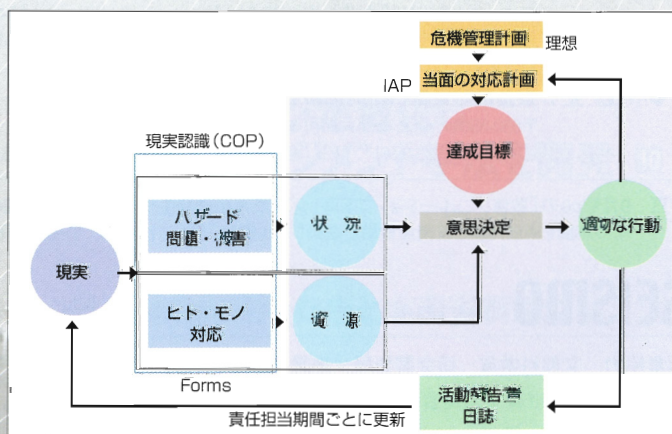 危機管理計画
理想
IAP
当面の対応計画
現実認識(COP)
達成目標
ハザード
問題・被害
状 況
意思決定
適切な行動
現実
ヒト・モノ
対応
資 源
Forms
活動報告書
日誌
責任担当期間ごとに更新